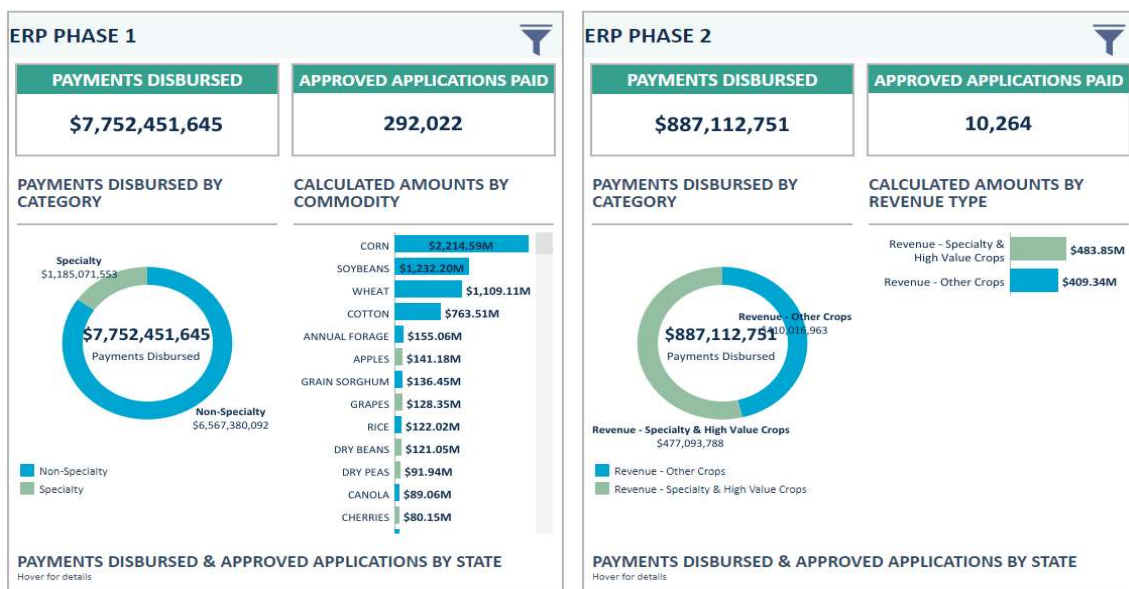 ERP PHASE 1
PAYMENTS DISBURSED
$7,752,451,645
APPROVED APPLICATIONS PAID
292,022
PAYMENTS DISBURSED BY
CATEGORY
Specialty
$1,185,071,553
$7,752,451,645
Payments Disbursed
Non-Specialty
$6,567,380,092
Non-Specialty
Specialty
CALCULATED AMOUNTS BY
COMMODITY
CORN $2,214.59M
SOYBEANS $1,232.20M
WHEAT $1,109.11M
COTTON $763.51M
ANNUAL FORAGE $155.06M
APPLES $141.18M
GRAIN SORGHUM $136.45M
GRAPES $128.35M
RICE $122.02M
DRY BEANS $121.05M
DRY PEAS $91.94M
CANOLA $89.06M
CHERRIES $80.15M
PAYMENTS DISBURSED & APPROVED APPLICATIONS BY STATE
Hover for details
ERP PHASE 2
PAYMENTS DISBURSED
$887,112,751
APPROVED APPLICATIONS PAID
10,264
PAYMENTS DISBURSED BY
CATEGORY
Revenue - Other Crops
$410,016,963
$887,112,751
Payments Disbursed
Revenue - Specialty & High Value Crops
$477,093,788
Revenue - Other Crops
Revenue - Specialty & High Value Crops
CALCULATED AMOUNTS BY
REVENUE TYPE
Revenue - Specialty &
High Value Crops $483.85M
Revenue - Other Crops $409.34M
PAYMENTS DISBURSED & APPROVED APPLICATIONS BY STATE
Hover for details